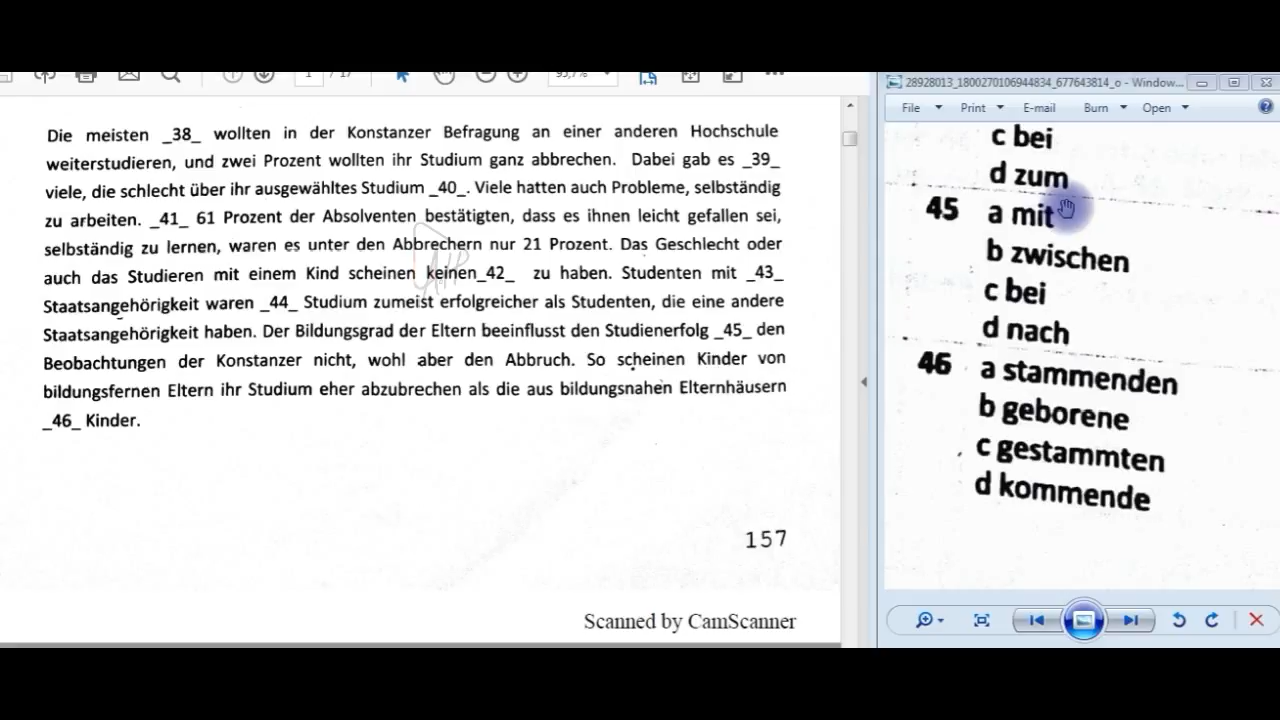 28928013_1800270106944834_677643814_o - Window...
File Print E-mail Burn Open
Die meisten _38_ wollten in der Konstanzer Befragung an einer anderen Hochschule
weiterstudieren, und zwei Prozent wollten ihr Studium ganz abbrechen. Dabei gab es _39_
viele, die schlecht über ihr ausgewähltes Studium _40_. Viele hatten auch Probleme, selbständig
zu arbeiten. _41_ 61 Prozent der Absolventen bestätigten, dass es ihnen leicht gefallen sei,
selbständig zu lernen, waren es unter den Abbrechern nur 21 Prozent. Das Geschlecht oder
auch das Studieren mit einem Kind scheinen keinen_42_ zu haben. Studenten mit _43_
Staatsangehörigkeit waren _44_ Studium zumeist erfolgreicher als Studenten, die eine andere
Staatsangehörigkeit haben. Der Bildungsgrad der Eltern beeinflusst den Studienerfolg _45_ den
Beobachtungen der Konstanzer nicht, wohl aber den Abbruch. So scheinen Kinder von
bildungsfernen Eltern ihr Studium eher abzubrechen als die aus bildungsnahen Elternhäusern
_46_ Kinder.
157
Scanned by CamScanner
c bei
d zum
45 a mit
b zwischen
c bei
d nach
46 a stammenden
b geborene
c gestammten
d kommende